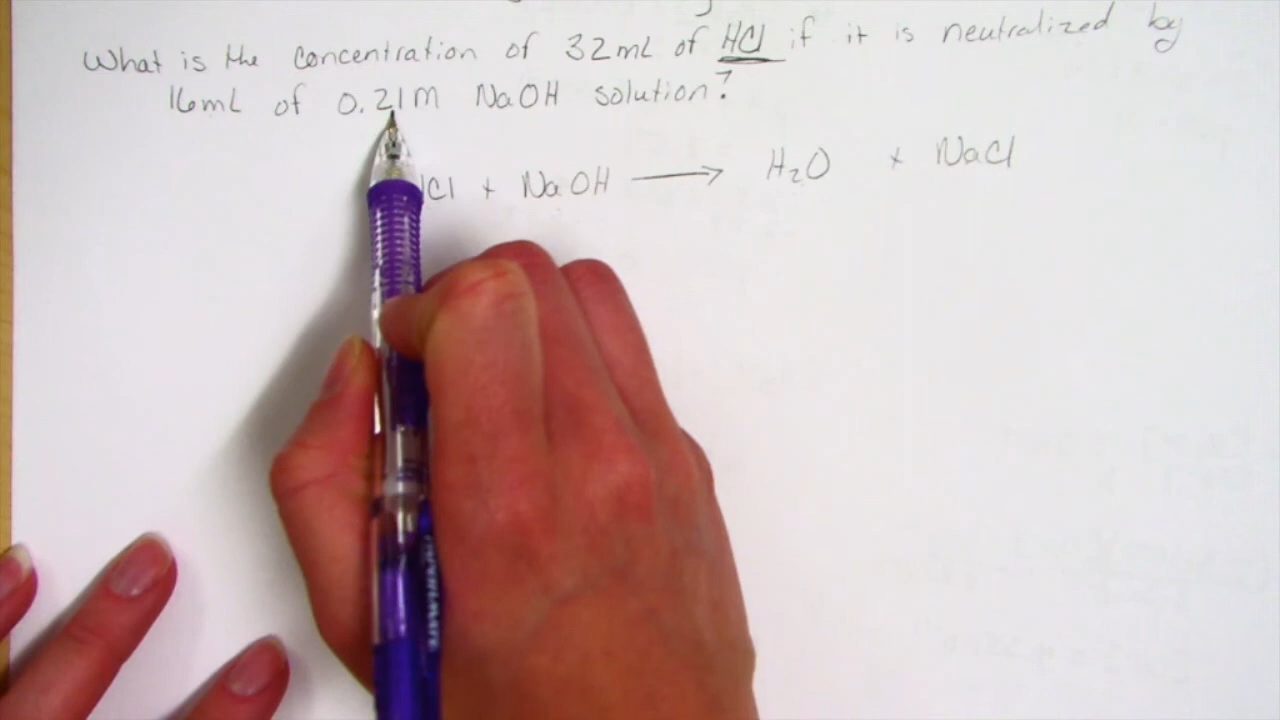 What is the concentration of 32mL of HCl if it is neutralized by
16mL of 0.21M NaOH solution?
Cl + NaOH → H₂O + NaCl